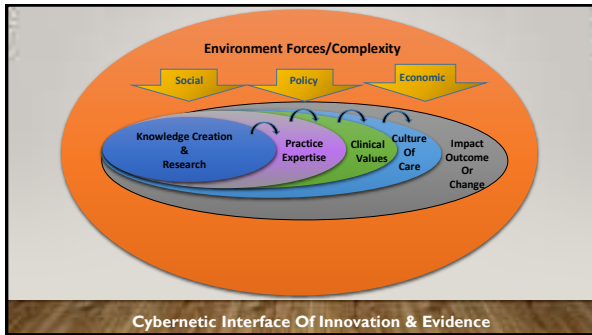 Environment Forces/Complexity
Social
Policy
Economic
Knowledge Creation
&
Research
Practice
Expertise
Clinical
Values
Culture
Of
Care
Impact
Outcome
Or
Change
Cybernetic Interface Of Innovation & Evidence